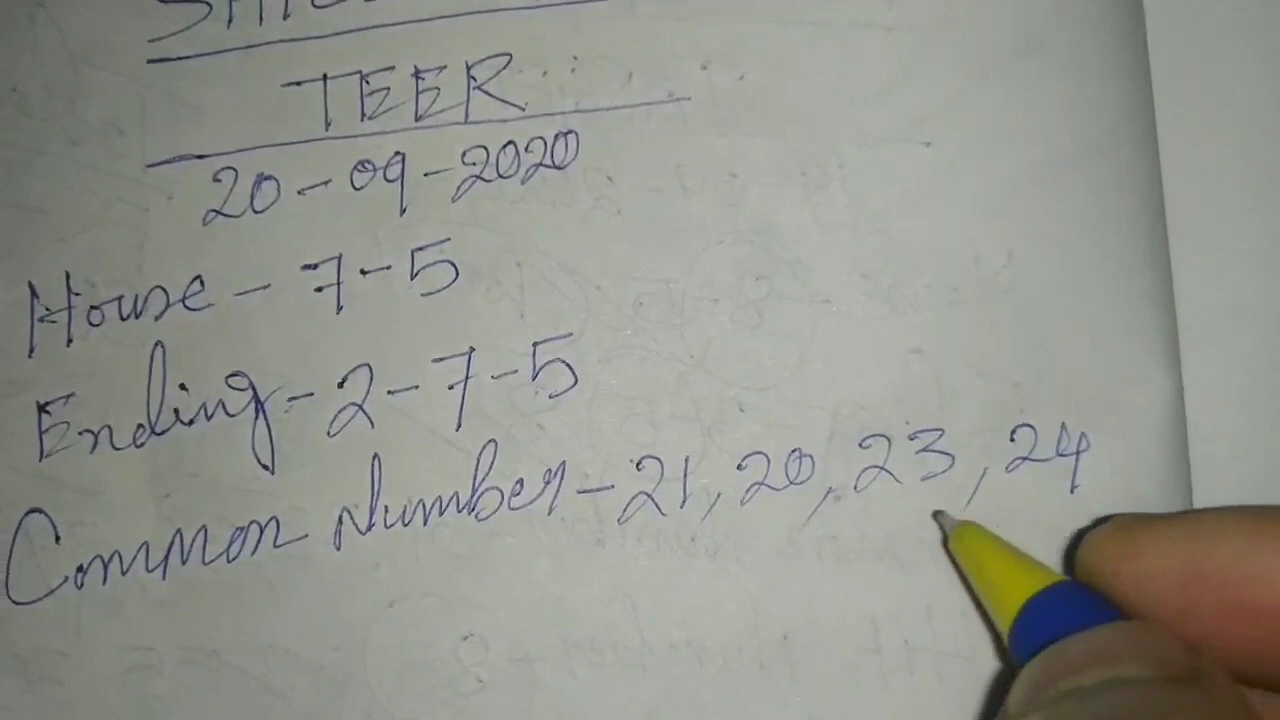 TEER
20-09-2020
House - 7-5
Ending - 2-7-5
Common Number - 21, 20, 23, 24